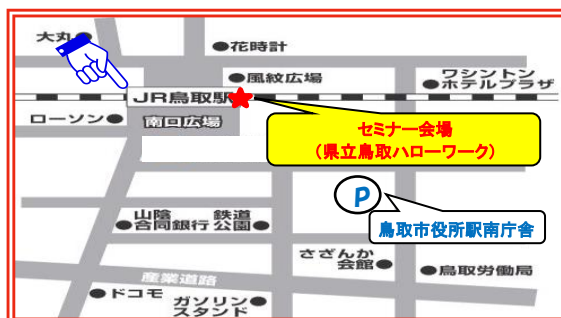 大丸
花時計
風紋広場
ワシントン
ホテルプラザ
JR鳥取駅
ローソン
南口広場
セミナー会場
（県立鳥取ハローワーク）
P
鳥取市役所駅南庁舎
山陰
合同銀行
鉄道
公園
さざんか
会館
鳥取労働局
産業道路
ドコモ
ガソリン
スタンド